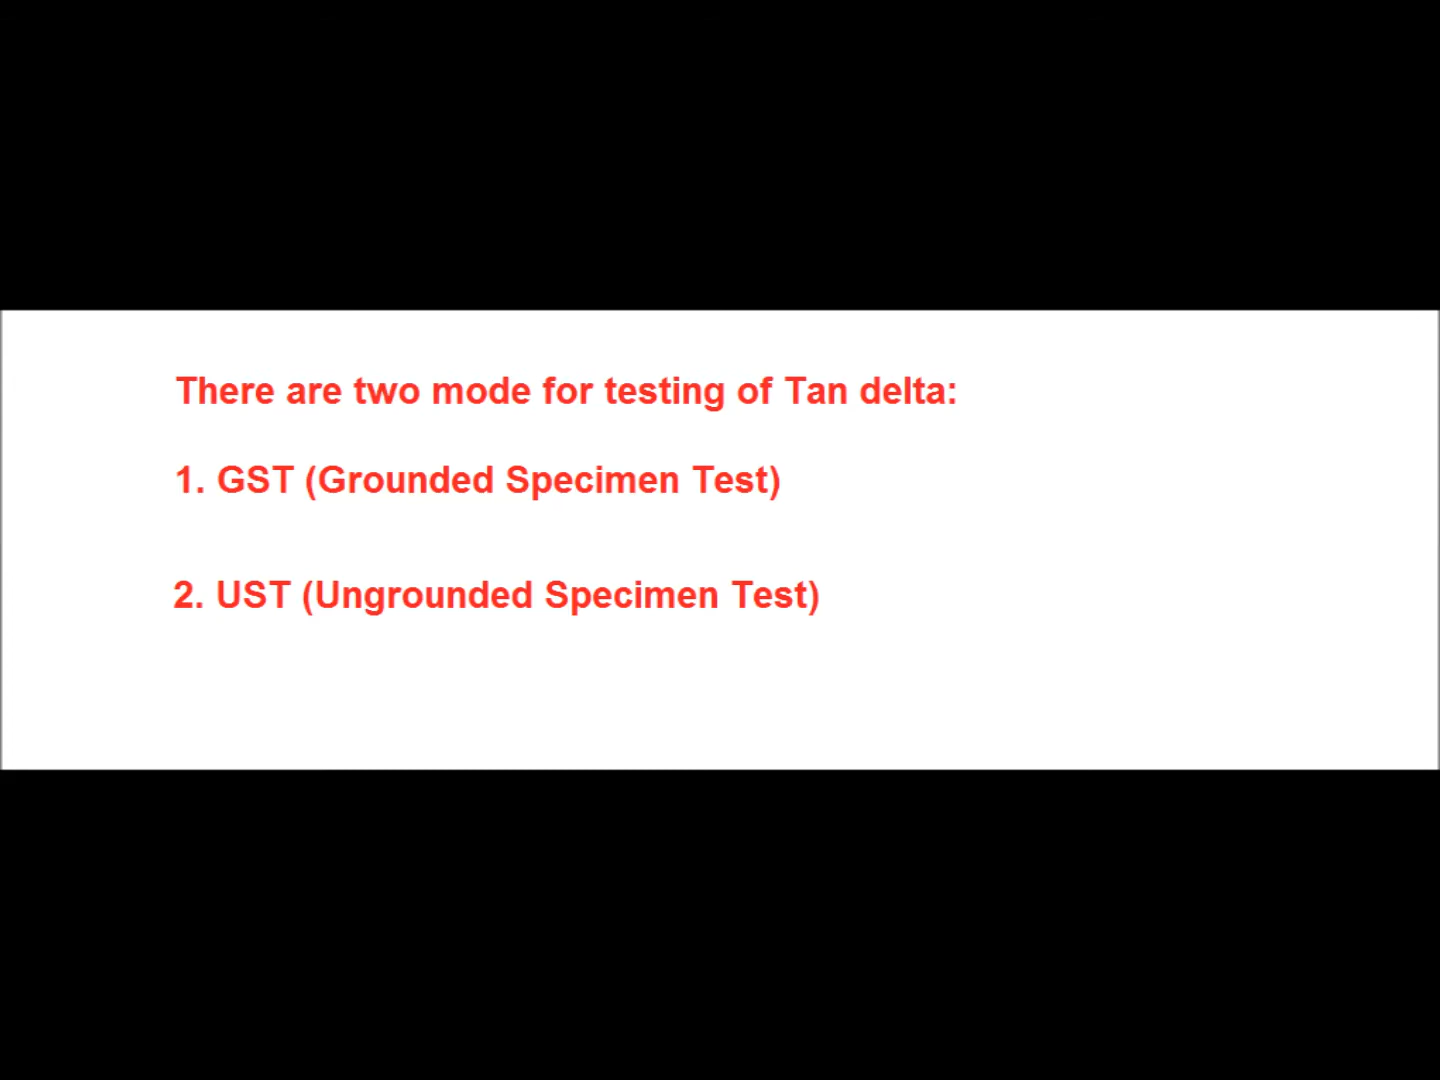 There are two mode for testing of Tan delta:
1. GST (Grounded Specimen Test)
2. UST (Ungrounded Specimen Test)